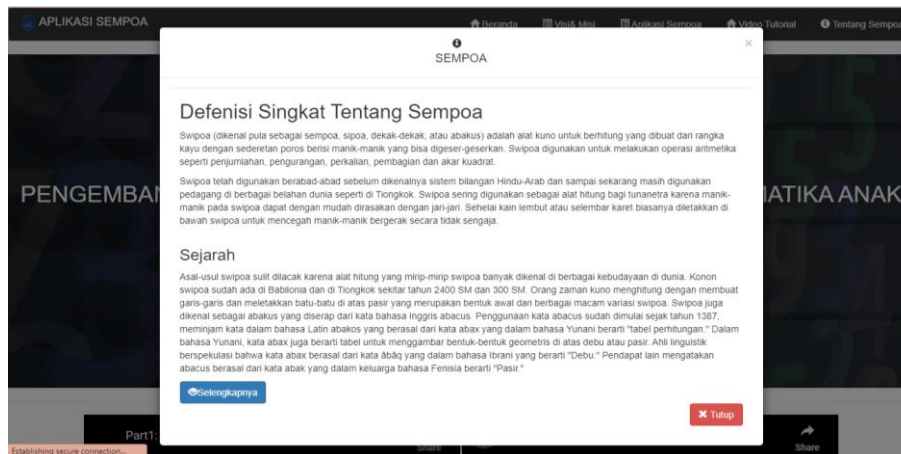 APLIKASI SEMPOA
Beranda Visi& Misi Aplikasi Sempoa Video Tutorial Tentang Sempoa
SEMPOA
×
Defenisi Singkat Tentang Sempoa
Swipoa (dikenal pula sebagai sempoa, sipoa, dekak-dekak, atau abakus) adalah alat kuno untuk berhitung yang dibuat dari rangka
kayu dengan sederetan poros berisi manik-manik yang bisa digeser-geserkan. Swipoa digunakan untuk melakukan operasi aritmetika
seperti penjumlahan, pengurangan, perkalian, pembagian dan akar kuadrat.
Swipoa telah digunakan berabad-abad sebelum dikenalnya sistem bilangan Hindu-Arab dan sampai sekarang masih digunakan
pedagang di berbagai belahan dunia seperti di Tiongkok. Swipoa sering digunakan sebagai alat hitung bagi tunanetra karena manik-
manik pada swipoa dapat dengan mudah dirasakan dengan jari-jari. Sehelai kain lembut atau selembar karet biasanya diletakkan di
bawah swipoa untuk mencegah manik-manik bergerak secara tidak sengaja.
PENGEMBAN
ATIKA ANAK
Sejarah
Asal-usul swipoa sulit dilacak karena alat hitung yang mirip-mirip swipoa banyak dikenal di berbagai kebudayaan di dunia. Konon
swipoa sudah ada di Babilonia dan di Tiongkok sekitar tahun 2400 SM dan 300 SM. Orang zaman kuno menghitung dengan membuat
garis-garis dan meletakkan batu-batu di atas pasir yang merupakan bentuk awal dari berbagai macam variasi swipoa. Swipoa juga
dikenal sebagai abakus yang diserap dari kata bahasa Inggris abacus. Penggunaan kata abacus sudah dimulai sejak tahun 1387,
meminjam kata dalam bahasa Latin abakos yang berasal dari kata abax yang dalam bahasa Yunani berarti "tabel perhitungan." Dalam
bahasa Yunani, kata abax juga berarti tabel untuk menggambar bentuk-bentuk geometris di atas debu atau pasir. Ahli linguistik
berspekulasi bahwa kata abax berasal dari kata ābāq yang dalam bahasa Ibrani yang berarti "Debu." Pendapat lain mengatakan
abacus berasal dari kata abak yang dalam keluarga bahasa Fenisia berarti "Pasir."
Selengkapnya
Tutup
Part1:
Share
Share
Establishing secure connection...